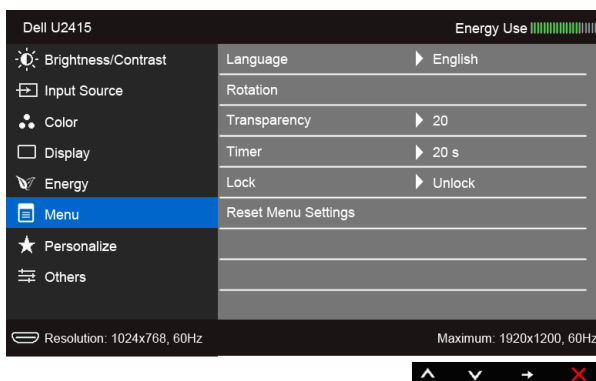 Dell U2415 Energy Use
Brightness/Contrast Language English
Input Source Rotation
Color Transparency 20
Display Timer 20 s
Energy Lock Unlock
Menu Reset Menu Settings
Personalize
Others
Resolution: 1024x768, 60Hz Maximum: 1920x1200, 60Hz